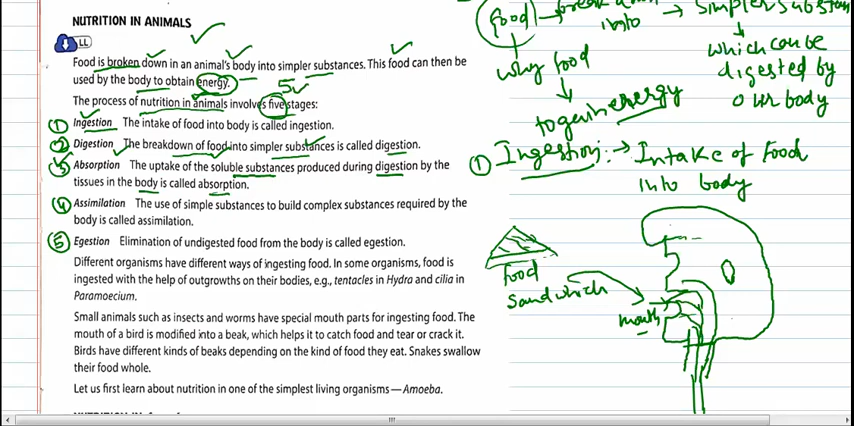 NUTRITION IN ANIMALS
LL
Food is broken down in an animal's body into simpler substances. This food can then be
used by the body to obtain energy.
5
The process of nutrition in animals involves five stages:
1 Ingestion The intake of food into body is called ingestion.
2 Digestion The breakdown of food into simpler substances is called digestion.
3 Absorption The uptake of the soluble substances produced during digestion by the
tissues in the body is called absorption.
4 Assimilation The use of simple substances to build complex substances required by the
body is called assimilation.
5 Egestion Elimination of undigested food from the body is called egestion.
Different organisms have different ways of ingesting food. In some organisms, food is
ingested with the help of outgrowths on their bodies, e.g., tentacles in Hydra and cilia in
Paramoecium.
Small animals such as insects and worms have special mouth parts for ingesting food. The
mouth of a bird is modified into a beak, which helps it to catch food and tear or crack it.
Birds have different kinds of beaks depending on the kind of food they eat. Snakes swallow
their food whole.
Let us first learn about nutrition in one of the simplest living organisms—Amoeba.
food → break down → simpler
into
which can be
digested by
our body
why food
to gain energy
1 Ingestion: → Intake of food
into body
food
sandwhich
mouth